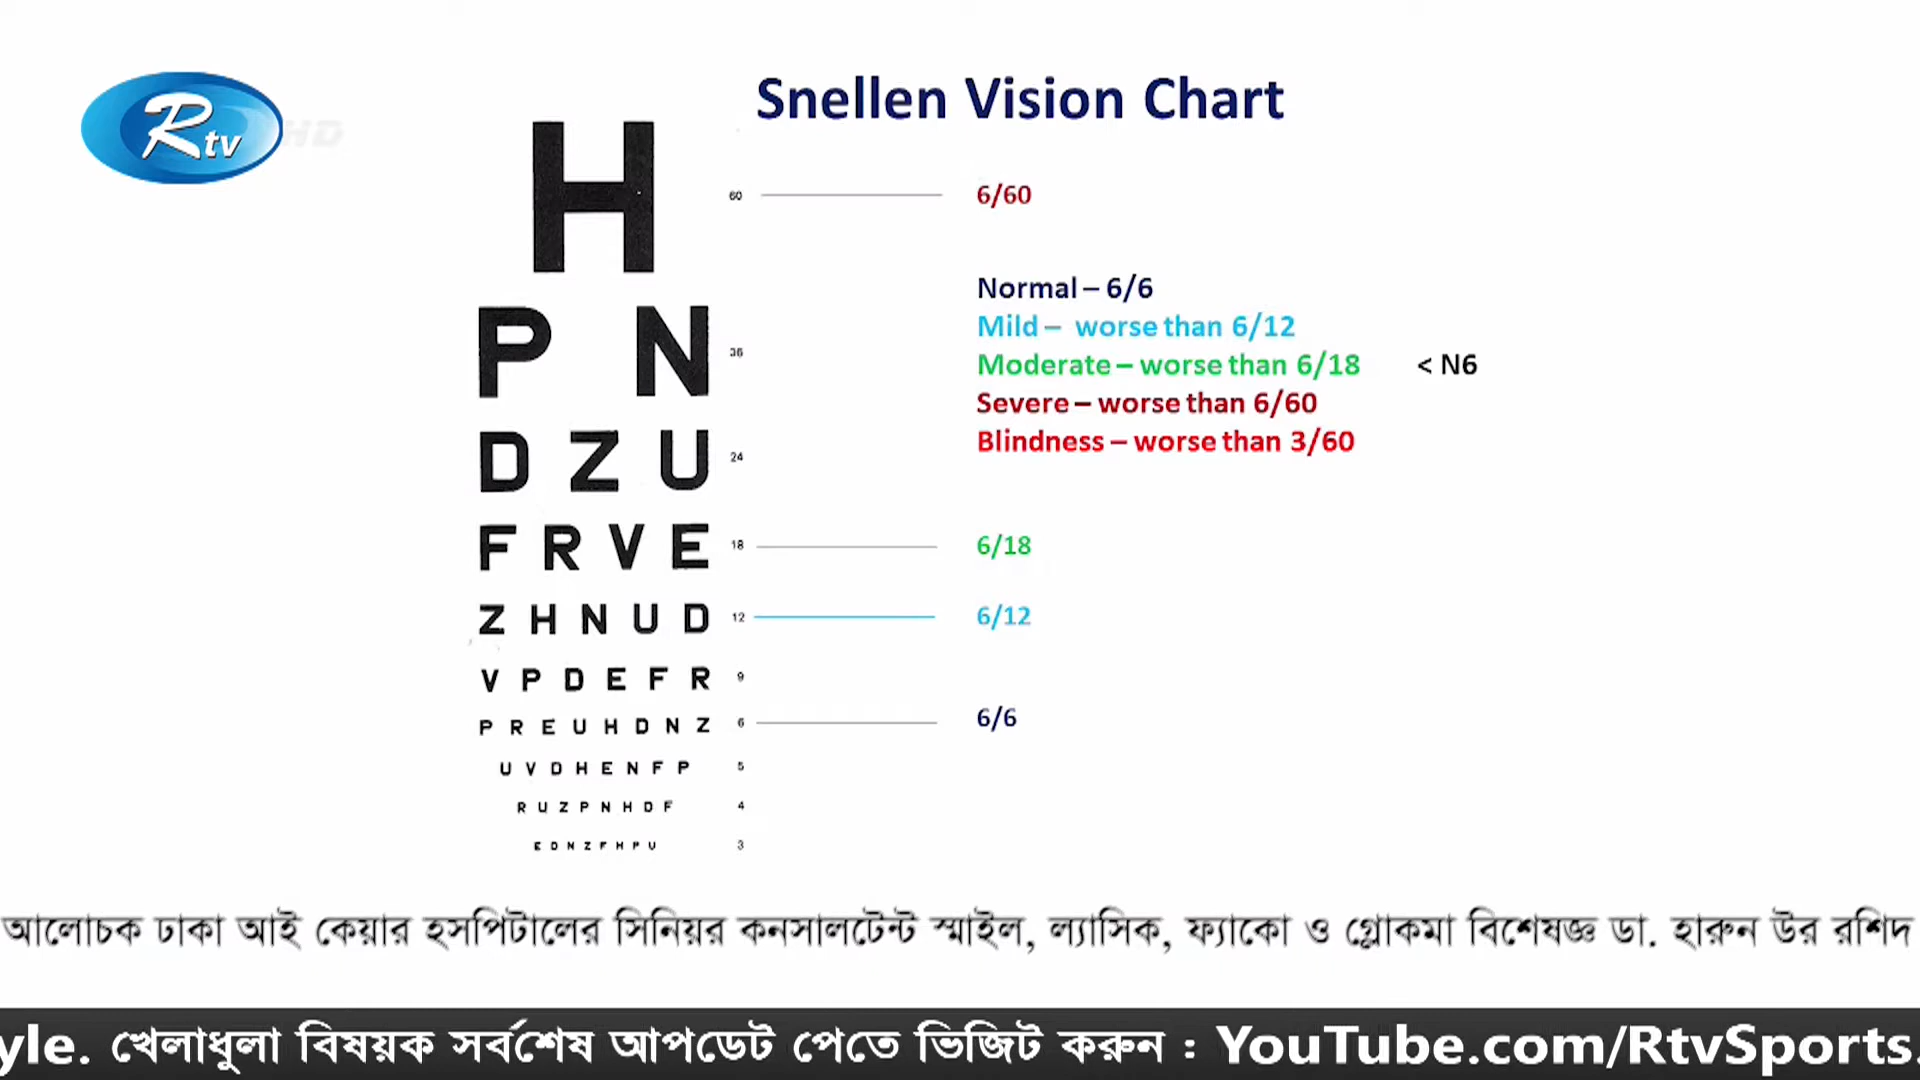 Rtv HD
Snellen Vision Chart
H 60 6/60
Normal – 6/6
Mild – worse than 6/12
P N 36
Moderate – worse than 6/18 < N6
Severe – worse than 6/60
Blindness – worse than 3/60
D Z U 24
F R V E 18 6/18
Z H N U D 12 6/12
V P D E F R 9
P R E U H D N Z 6 6/6
U V D H E N F P 5
R U Z P N H D F 4
E D N Z F H P U 3
আলোচক ঢাকা আই কেয়ার হসপিটালের সিনিয়র কনসালটেন্ট স্মাইল, ল্যাসিক, ফ্যাকো ও গ্লোকমা বিশেষজ্ঞ ডা. হারুন উর রশিদ
yle. খেলাধুলা বিষয়ক সর্বশেষ আপডেট পেতে ভিজিট করুন : YouTube.com/RtvSports.